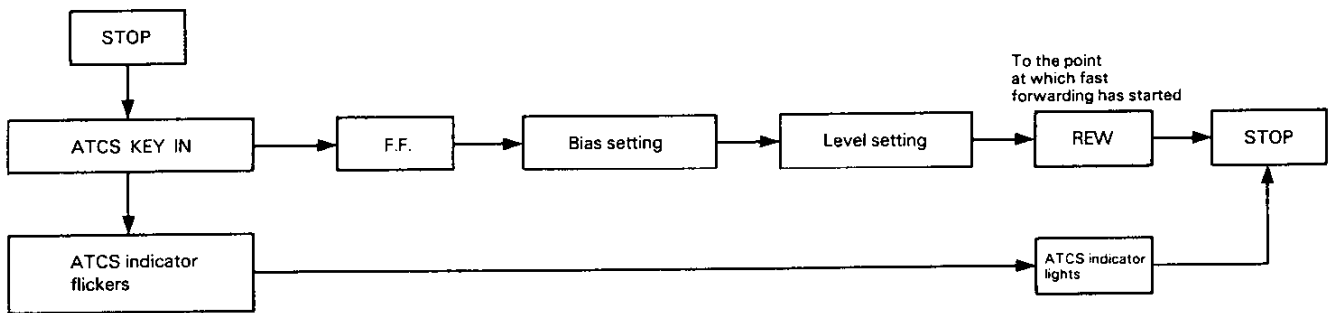 STOP
To the point
at which fast
forwarding has started
ATCS KEY IN
F.F.
Bias setting
Level setting
REW
STOP
ATCS indicator
flickers
ATCS indicator
lights